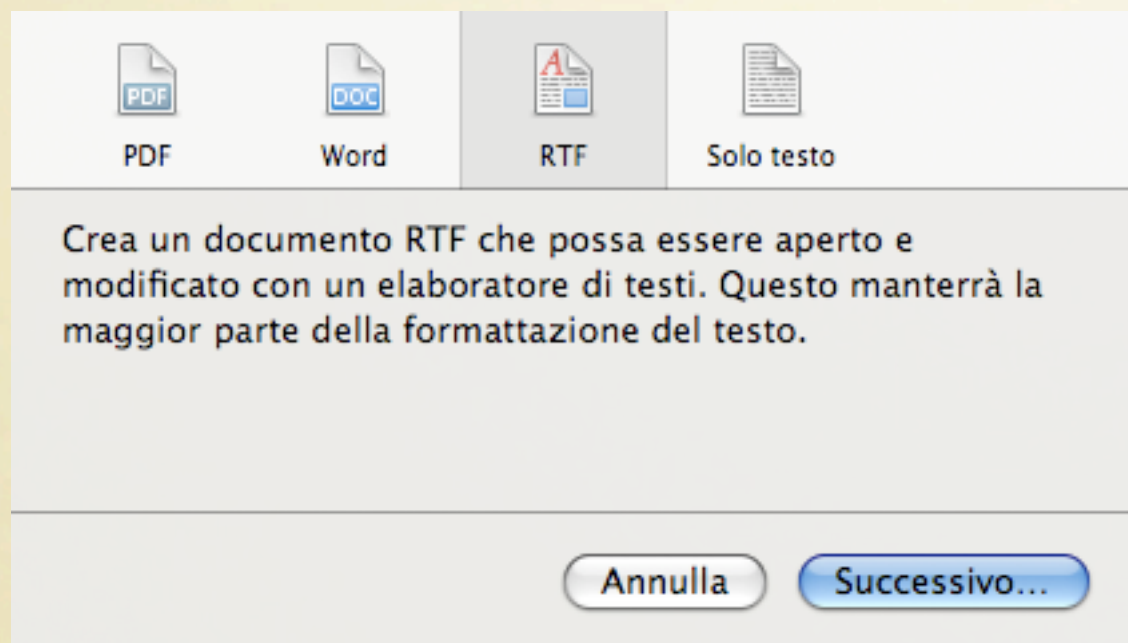 PDF
DOC
A
PDF Word RTF Solo testo
Crea un documento RTF che possa essere aperto e
modificato con un elaboratore di testi. Questo manterrà la
maggior parte della formattazione del testo.
Annulla Successivo...